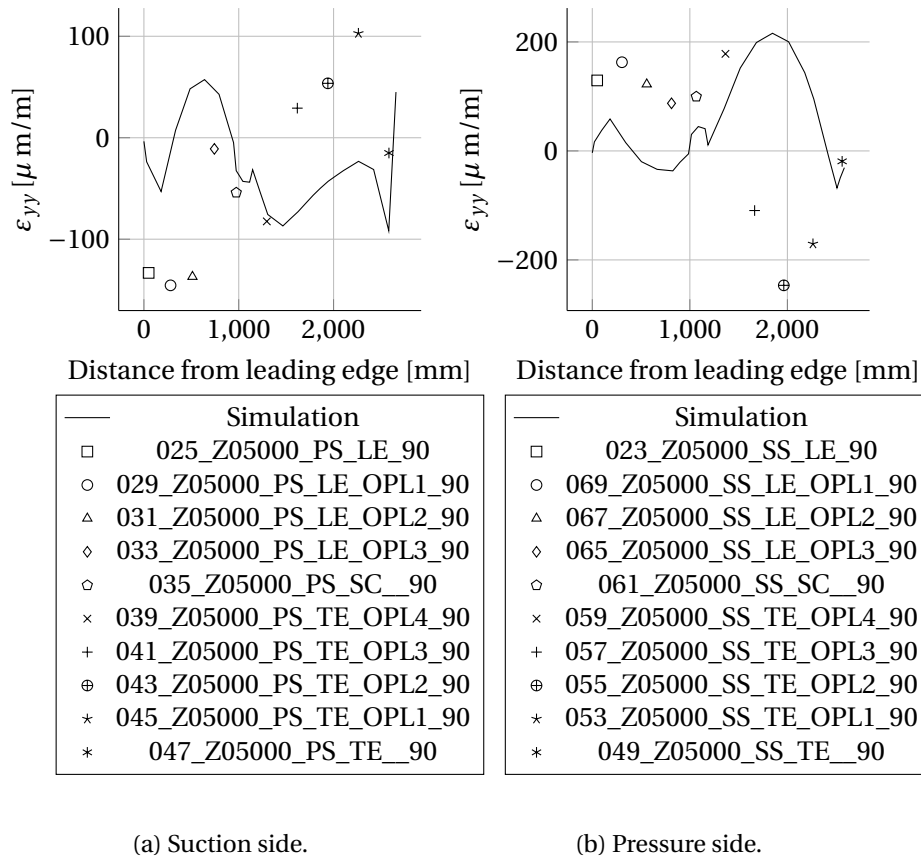 100
0
−100
0
1,000
2,000
ε_yy [μ m/m]
Distance from leading edge [mm]
Simulation
025_Z05000_PS_LE_90
029_Z05000_PS_LE_OPL1_90
031_Z05000_PS_LE_OPL2_90
033_Z05000_PS_LE_OPL3_90
035_Z05000_PS_SC__90
039_Z05000_PS_TE_OPL4_90
041_Z05000_PS_TE_OPL3_90
043_Z05000_PS_TE_OPL2_90
045_Z05000_PS_TE_OPL1_90
047_Z05000_PS_TE__90
(a) Suction side.
200
0
−200
0
1,000
2,000
ε_yy [μ m/m]
Distance from leading edge [mm]
Simulation
023_Z05000_SS_LE_90
069_Z05000_SS_LE_OPL1_90
067_Z05000_SS_LE_OPL2_90
065_Z05000_SS_LE_OPL3_90
061_Z05000_SS_SC__90
059_Z05000_SS_TE_OPL4_90
057_Z05000_SS_TE_OPL3_90
055_Z05000_SS_TE_OPL2_90
053_Z05000_SS_TE_OPL1_90
049_Z05000_SS_TE__90
(b) Pressure side.